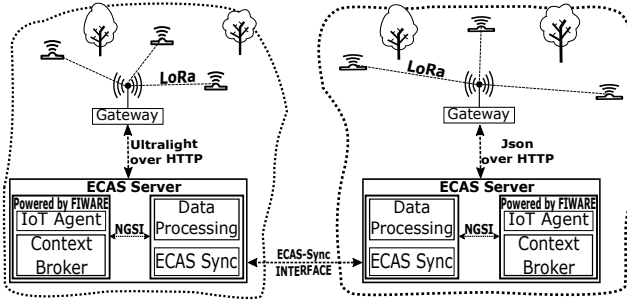 LoRa
Gateway
Ultralight
over HTTP
ECAS Server
Powered by FIWARE
IoT Agent
Context
Broker
NGSI
Data
Processing
ECAS Sync
ECAS-Sync
INTERFACE
LoRa
Gateway
Json
over HTTP
ECAS Server
Data
Processing
ECAS Sync
NGSI
Powered by FIWARE
IoT Agent
Context
Broker